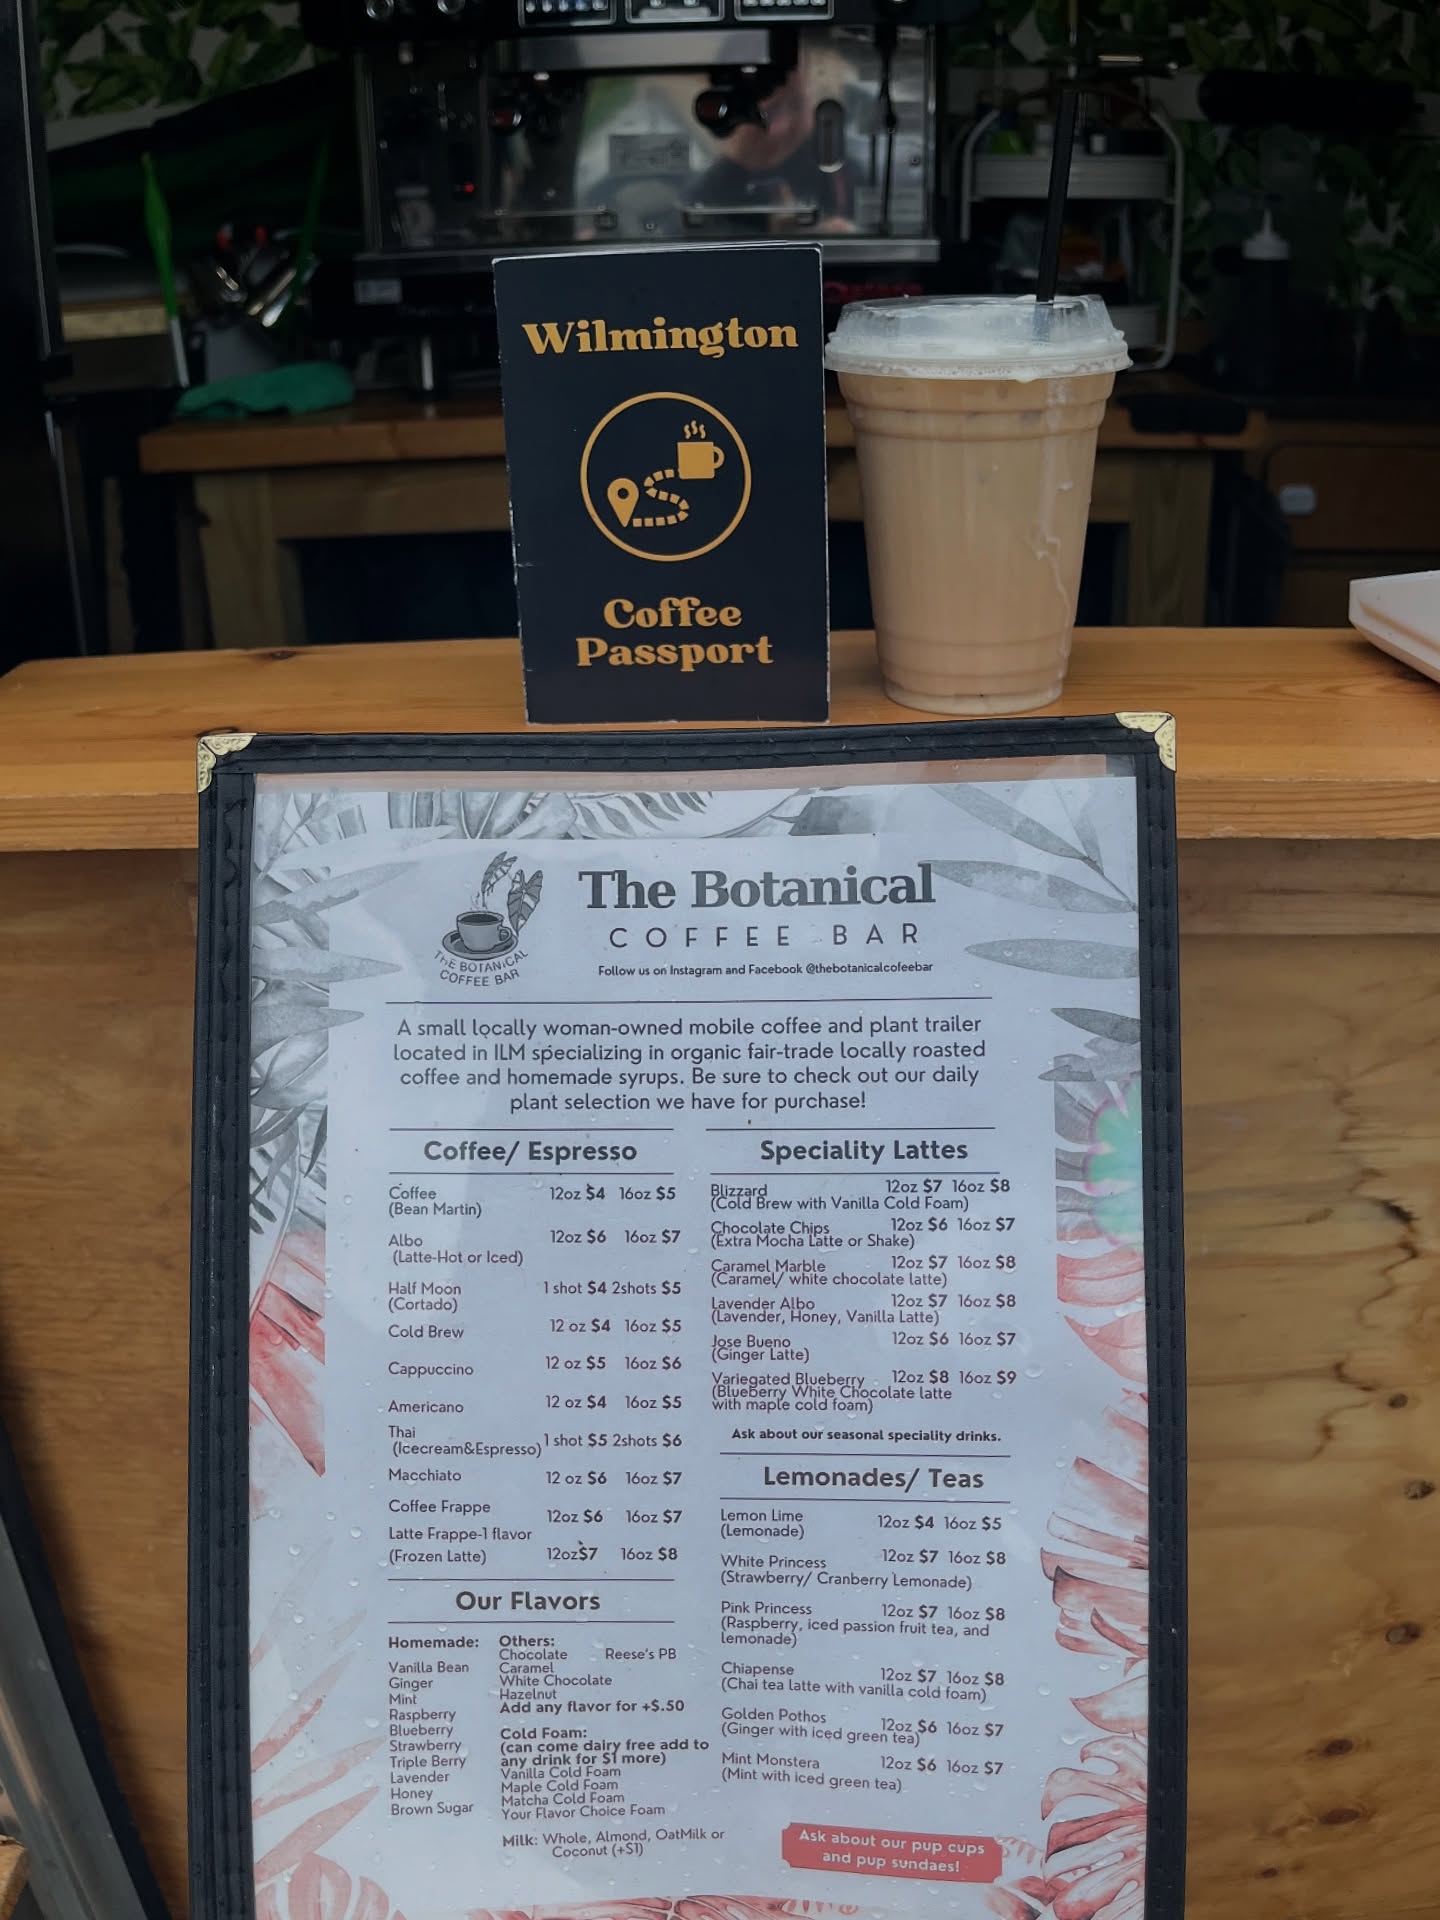 Wilmington
Coffee
Passport
The Botanical
COFFEE BAR
THE BOTANICAL
COFFEE BAR
Follow us on Instagram and Facebook @thebotanicalcofeebar
A small locally woman-owned mobile coffee and plant trailer
located in ILM specializing in organic fair-trade locally roasted
coffee and homemade syrups. Be sure to check out our daily
plant selection we have for purchase!
Coffee/ Espresso
Coffee 12oz $4 16oz $5
(Bean Martin)
Albo 12oz $6 16oz $7
(Latte-Hot or Iced)
Half Moon 1 shot $4 2shots $5
(Cortado)
Cold Brew 12 oz $4 16oz $5
Cappuccino 12 oz $5 16oz $6
Americano 12 oz $4 16oz $5
Thai
(Icecream&Espresso) 1 shot $5 2shots $6
Macchiato 12 oz $6 16oz $7
Coffee Frappe 12oz $6 16oz $7
Latte Frappe-1 flavor
(Frozen Latte) 12oz$7 16oz $8
Our Flavors
Homemade:
Vanilla Bean
Ginger
Mint
Raspberry
Blueberry
Strawberry
Triple Berry
Lavender
Honey
Brown Sugar
Others:
Chocolate Reese's PB
Caramel
White Chocolate
Hazelnut
Add any flavor for +$.50
Cold Foam:
(can come dairy free add to
any drink for $1 more)
Vanilla Cold Foam
Maple Cold Foam
Matcha Cold Foam
Your Flavor Choice Foam
Milk: Whole, Almond, OatMilk or
Coconut (+$1)
Speciality Lattes
Blizzard 12oz $7 16oz $8
(Cold Brew with Vanilla Cold Foam)
Chocolate Chips 12oz $6 16oz $7
(Extra Mocha Latte or Shake)
Caramel Marble 12oz $7 16oz $8
(Caramel/ white chocolate latte)
Lavender Albo 12oz $7 16oz $8
(Lavender, Honey, Vanilla Latte)
Jose Bueno 12oz $6 16oz $7
(Ginger Latte)
Variegated Blueberry 12oz $8 16oz $9
(Blueberry White Chocolate latte
with maple cold foam)
Ask about our seasonal speciality drinks.
Lemonades/ Teas
Lemon Lime 12oz $4 16oz $5
(Lemonade)
White Princess 12oz $7 16oz $8
(Strawberry/ Cranberry Lemonade)
Pink Princess 12oz $7 16oz $8
(Raspberry, iced passion fruit tea, and
lemonade)
Chiapense 12oz $7 16oz $8
(Chai tea latte with vanilla cold foam)
Golden Pothos 12oz $6 16oz $7
(Ginger with iced green tea)
Mint Monstera 12oz $6 16oz $7
(Mint with iced green tea)
Ask about our pup cups
and pup sundaes!